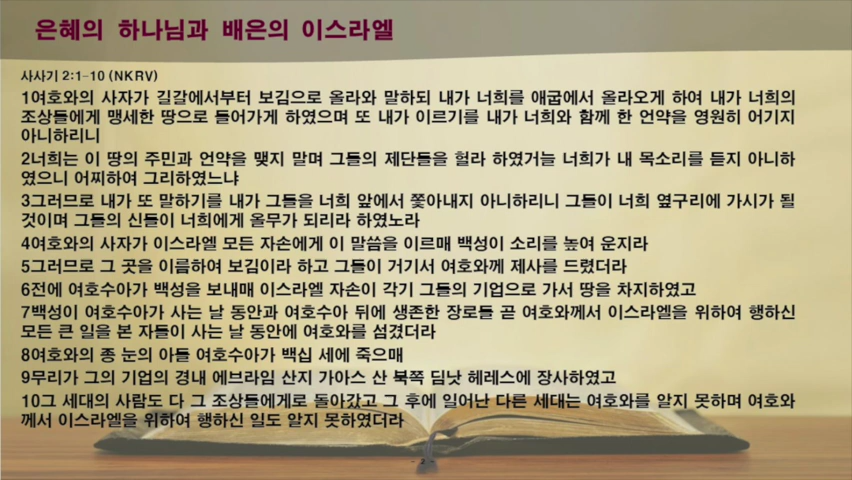 은혜의 하나님과 배은의 이스라엘
사사기 2:1-10 (NKRV)
1여호와의 사자가 길갈에서부터 보김으로 올라와 말하되 내가 너희를 애굽에서 올라오게 하여 내가 너희의
조상들에게 맹세한 땅으로 들어가게 하였으며 또 내가 이르기를 내가 너희와 함께 한 언약을 영원히 어기지
아니하리니
2너희는 이 땅의 주민과 언약을 맺지 말며 그들의 제단들을 헐라 하였거늘 너희가 내 목소리를 듣지 아니하
였으니 어찌하여 그리하였느냐
3그러므로 내가 또 말하기를 내가 그들을 너희 앞에서 쫓아내지 아니하리니 그들이 너희 옆구리에 가시가 될
것이며 그들의 신들이 너희에게 올무가 되리라 하였노라
4여호와의 사자가 이스라엘 모든 자손에게 이 말씀을 이르매 백성이 소리를 높여 운지라
5그러므로 그 곳을 이름하여 보김이라 하고 그들이 거기서 여호와께 제사를 드렸더라
6전에 여호수아가 백성을 보내매 이스라엘 자손이 각기 그들의 기업으로 가서 땅을 차지하였고
7백성이 여호수아가 사는 날 동안과 여호수아 뒤에 생존한 장로들 곧 여호와께서 이스라엘을 위하여 행하신
모든 큰 일을 본 자들이 사는 날 동안에 여호와를 섬겼더라
8여호와의 종 눈의 아들 여호수아가 백십 세에 죽으매
9무리가 그의 기업의 경내 에브라임 산지 가아스 산 북쪽 딤낫 헤레스에 장사하였고
10그 세대의 사람도 다 그 조상들에게로 돌아갔고 그 후에 일어난 다른 세대는 여호와를 알지 못하며 여호와
께서 이스라엘을 위하여 행하신 일도 알지 못하였더라